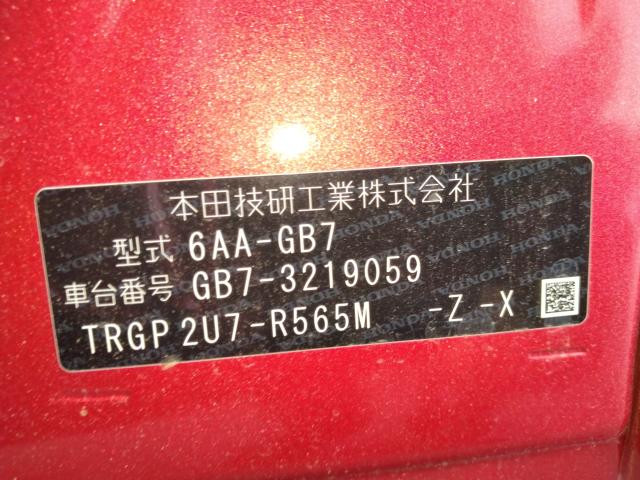 本田技研工業株式会社
型式 6AA-GB7
車台番号 GB7-3219059
TRGP 2U7-R565M -Z -X